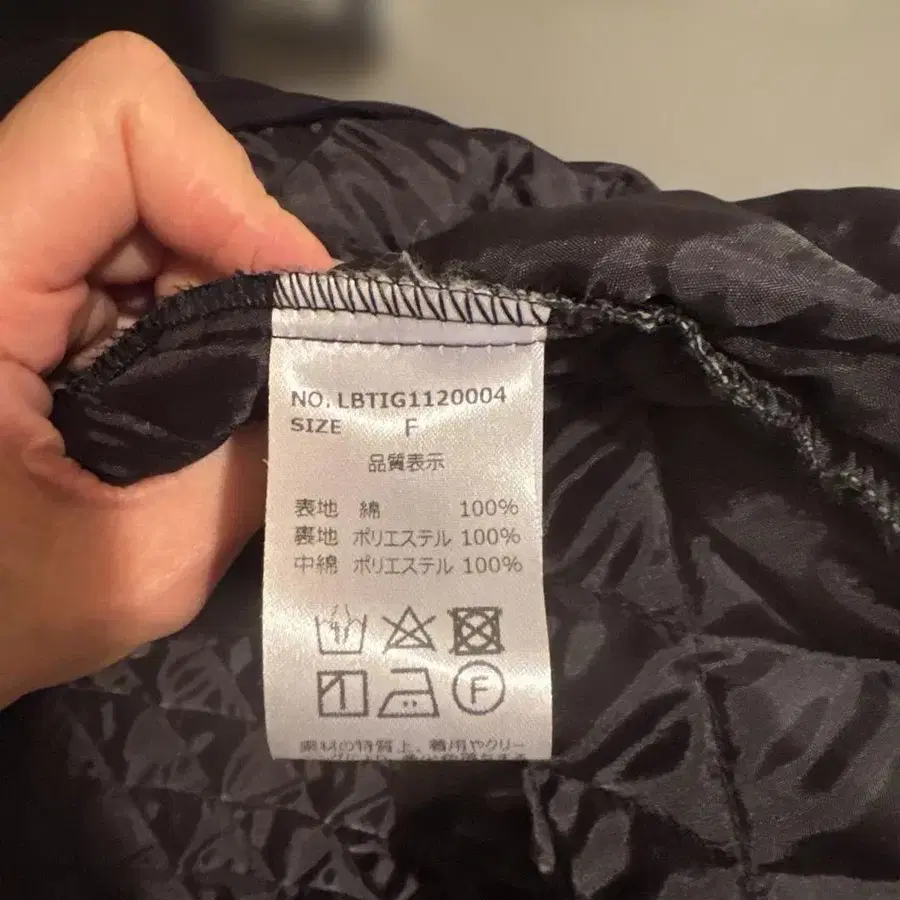 NO. LBTIG1120004
SIZE F
品質表示
表地 綿 100%
裏地 ポリエステル 100%
中綿 ポリエステル 100%
F
素材の特質上、着用やクリー